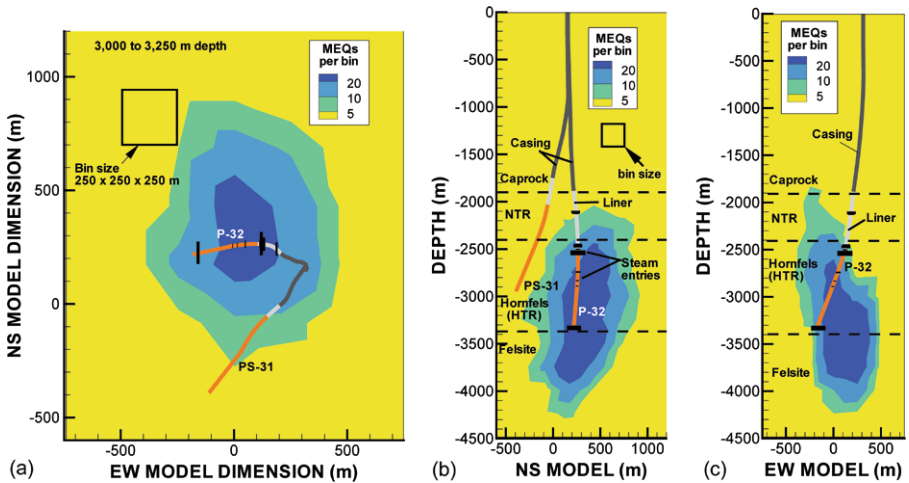 3,000 to 3,250 m depth
MEQs
per bin
20
10
5
Bin size
250 x 250 x 250 m
P-32
PS-31
1000
500
0
-500
NS MODEL DIMENSION (m)
-500
0
500
EW MODEL DIMENSION (m)
(a)
MEQs
per bin
20
10
5
Casing
bin size
Caprock
Liner
NTR
Steam
entries
PS-31
Hornfels
(HTR)
P-32
Felsite
0
-500
-1000
-1500
-2000
-2500
-3000
-3500
-4000
-4500
DEPTH (m)
0
500
1000
NS MODEL (m)
(b)
MEQs
per bin
20
10
5
Casing
Caprock
NTR
Liner
Hornfels
(HTR)
P-32
Felsite
0
-500
-1000
-1500
-2000
-2500
-3000
-3500
-4000
-4500
DEPTH (m)
-500
0
500
EW MODEL (m)
(c)